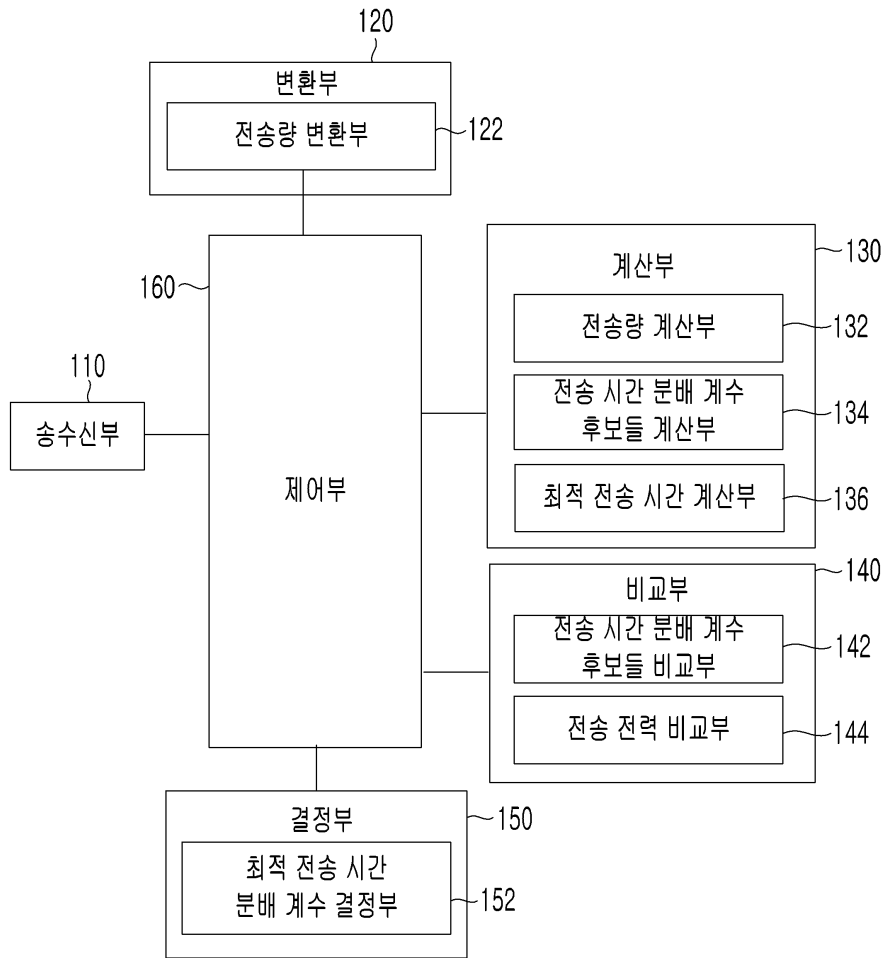 120
변환부
전송량 변환부
122
160
제어부
110
송수신부
130
계산부
전송량 계산부
132
전송 시간 분배 계수
후보들 계산부
134
최적 전송 시간 계산부
136
140
비교부
전송 시간 분배 계수
후보들 비교부
142
전송 전력 비교부
144
결정부
150
최적 전송 시간
분배 계수 결정부
152